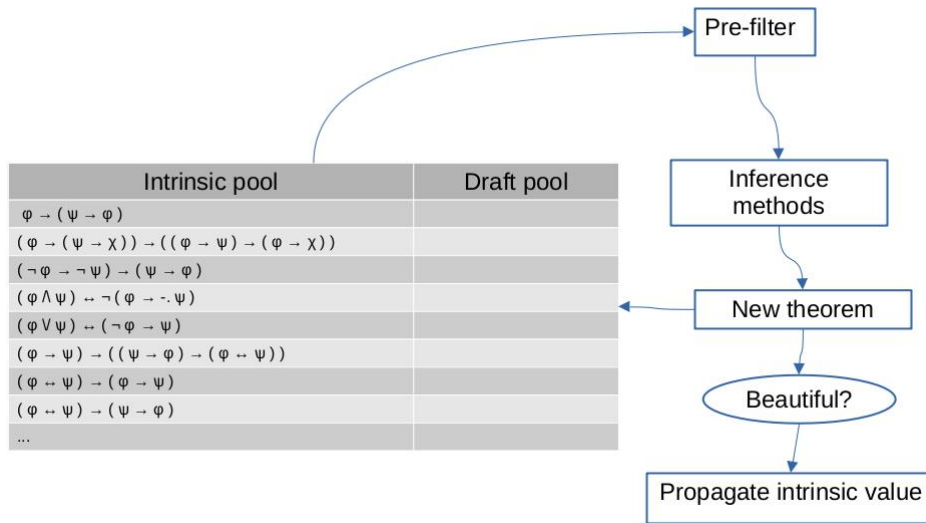 Pre-filter
Intrinsic pool Draft pool
φ → ( ψ → φ )
( φ → ( ψ → χ ) ) → ( ( φ → ψ ) → ( φ → χ ) )
( ¬ φ → ¬ ψ ) → ( ψ → φ )
( φ Λ ψ ) ↔ ¬ ( φ → -. ψ )
( φ V ψ ) ↔ ( ¬ φ → ψ )
( φ → ψ ) → ( ( ψ → φ ) → ( φ ↔ ψ ) )
( φ ↔ ψ ) → ( φ → ψ )
( φ ↔ ψ ) → ( ψ → φ )
...
Inference
methods
New theorem
Beautiful?
Propagate intrinsic value